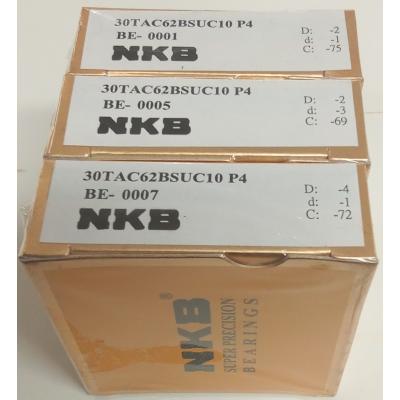 30TAC62BSUC10 P4
BE- 0001
NKB
D: -2
d: -1
C: -75
30TAC62BSUC10 P4
BE- 0005
NKB
D: -2
d: -3
C: -69
30TAC62BSUC10 P4
BE- 0007
NKB
D: -4
d: -1
C: -72
NKB®
SUPER PRECISION
BEARINGS